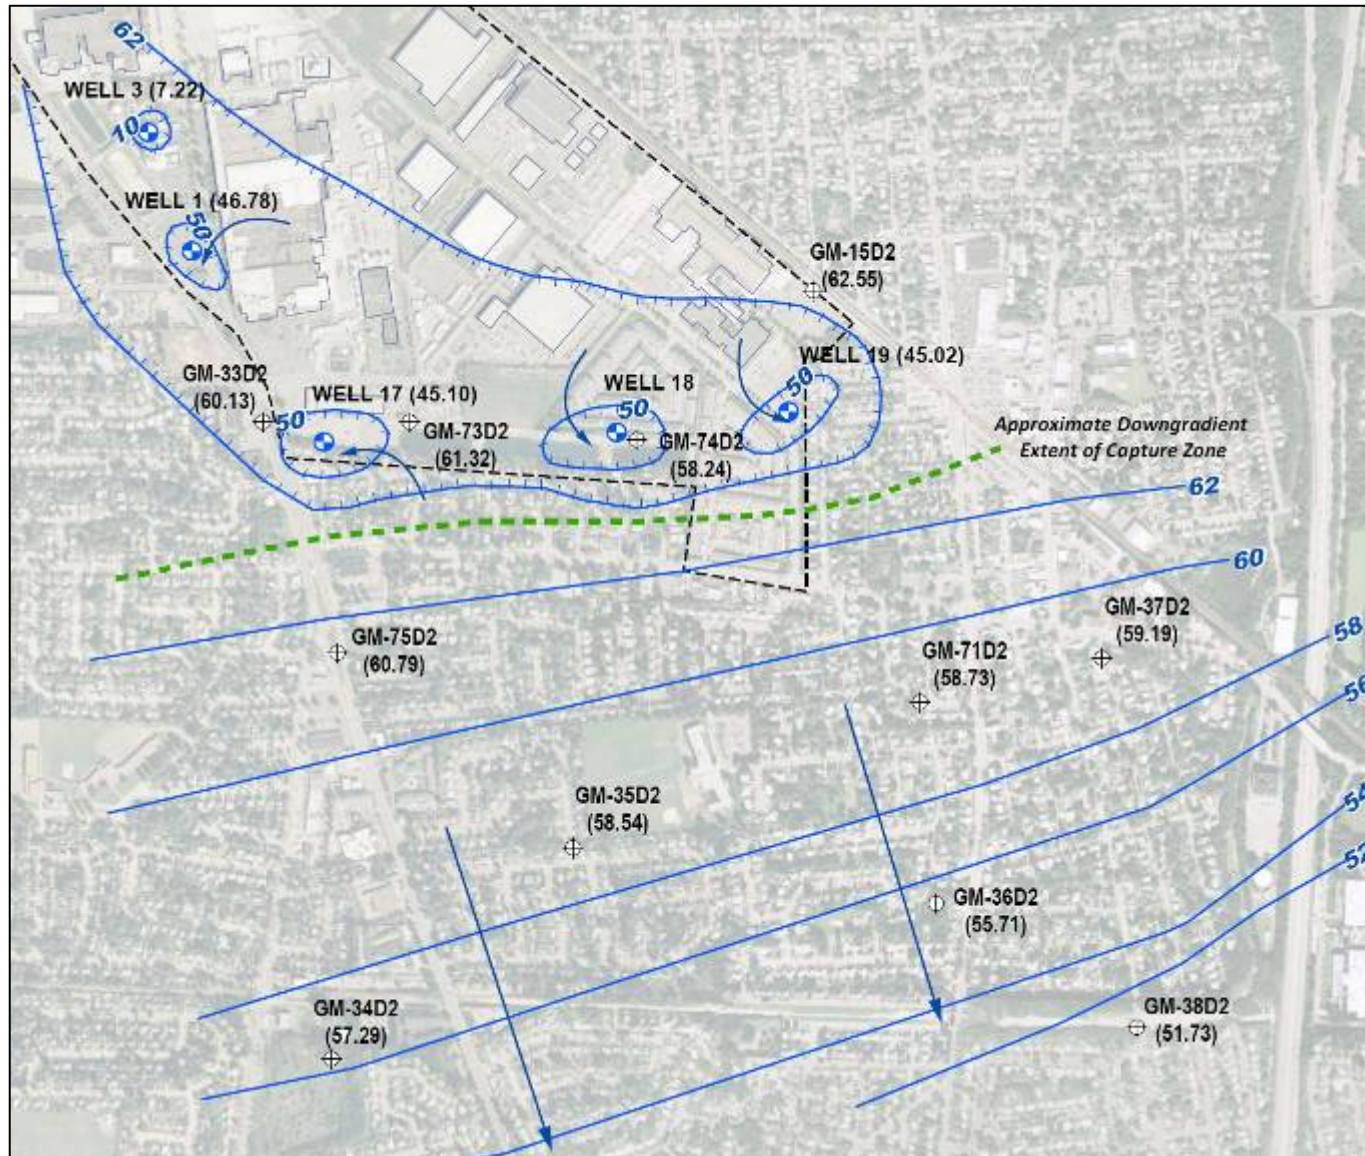 62
WELL 3 (7.22)
10
WELL 1 (46.78)
50
GM-15D2
(62.55)
WELL 19 (45.02)
50
GM-33D2
(60.13)
WELL 17 (45.10)
50
WELL 18
50
GM-73D2
(61.32)
GM-74D2
(58.24)
Approximate Downgradient
Extent of Capture Zone
62
60
GM-37D2
(59.19)
58
GM-75D2
(60.79)
GM-71D2
(58.73)
56
GM-35D2
(58.54)
54
52
GM-36D2
(55.71)
GM-34D2
(57.29)
GM-38D2
(51.73)